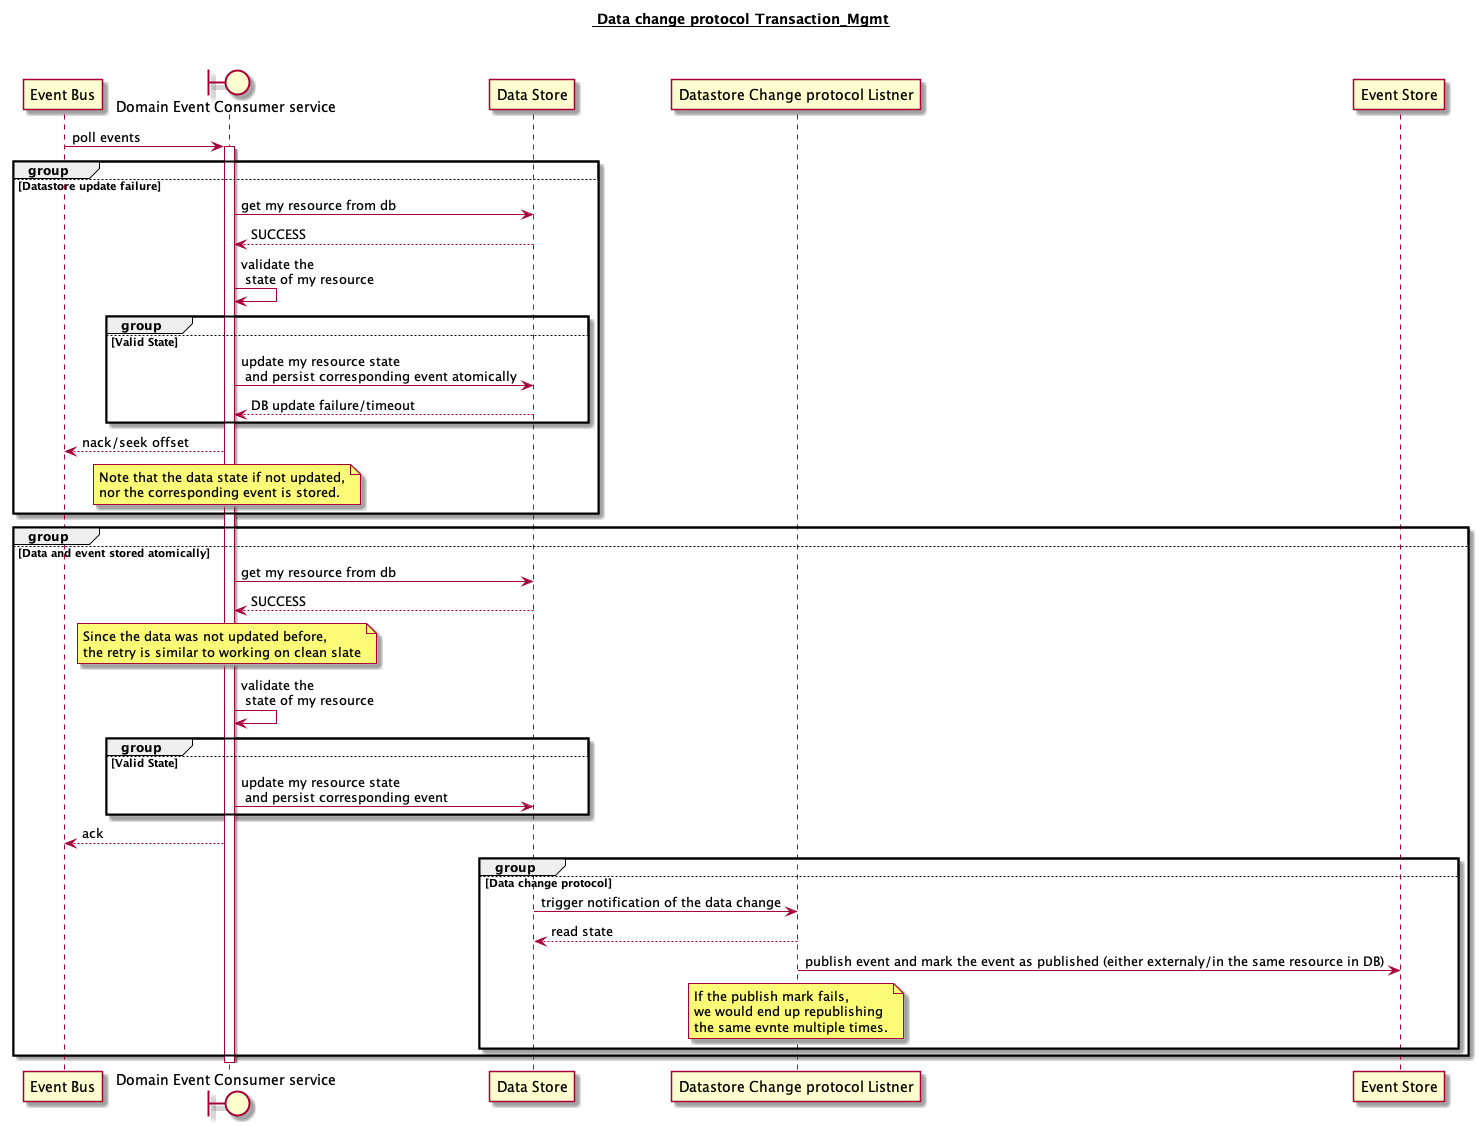 Data change protocol Transaction_Mgmt
Event Bus
Domain Event Consumer service
Data Store
Datastore Change protocol Listner
Event Store
poll events
group
[Datastore update failure]
get my resource from db
SUCCESS
validate the
state of my resource
group
[Valid State]
update my resource state
and persist corresponding event atomically
DB update failure/timeout
nack/seek offset
Note that the data state if not updated,
nor the corresponding event is stored.
group
[Data and event stored atomically]
get my resource from db
SUCCESS
Since the data was not updated before,
the retry is similar to working on clean slate
validate the
state of my resource
group
[Valid State]
update my resource state
and persist corresponding event
ack
group
[Data change protocol]
trigger notification of the data change
read state
publish event and mark the event as published (either externaly/in the same resource in DB)
If the publish mark fails,
we would end up republishing
the same evnte multiple times.
Event Bus
Domain Event Consumer service
Data Store
Datastore Change protocol Listner
Event Store